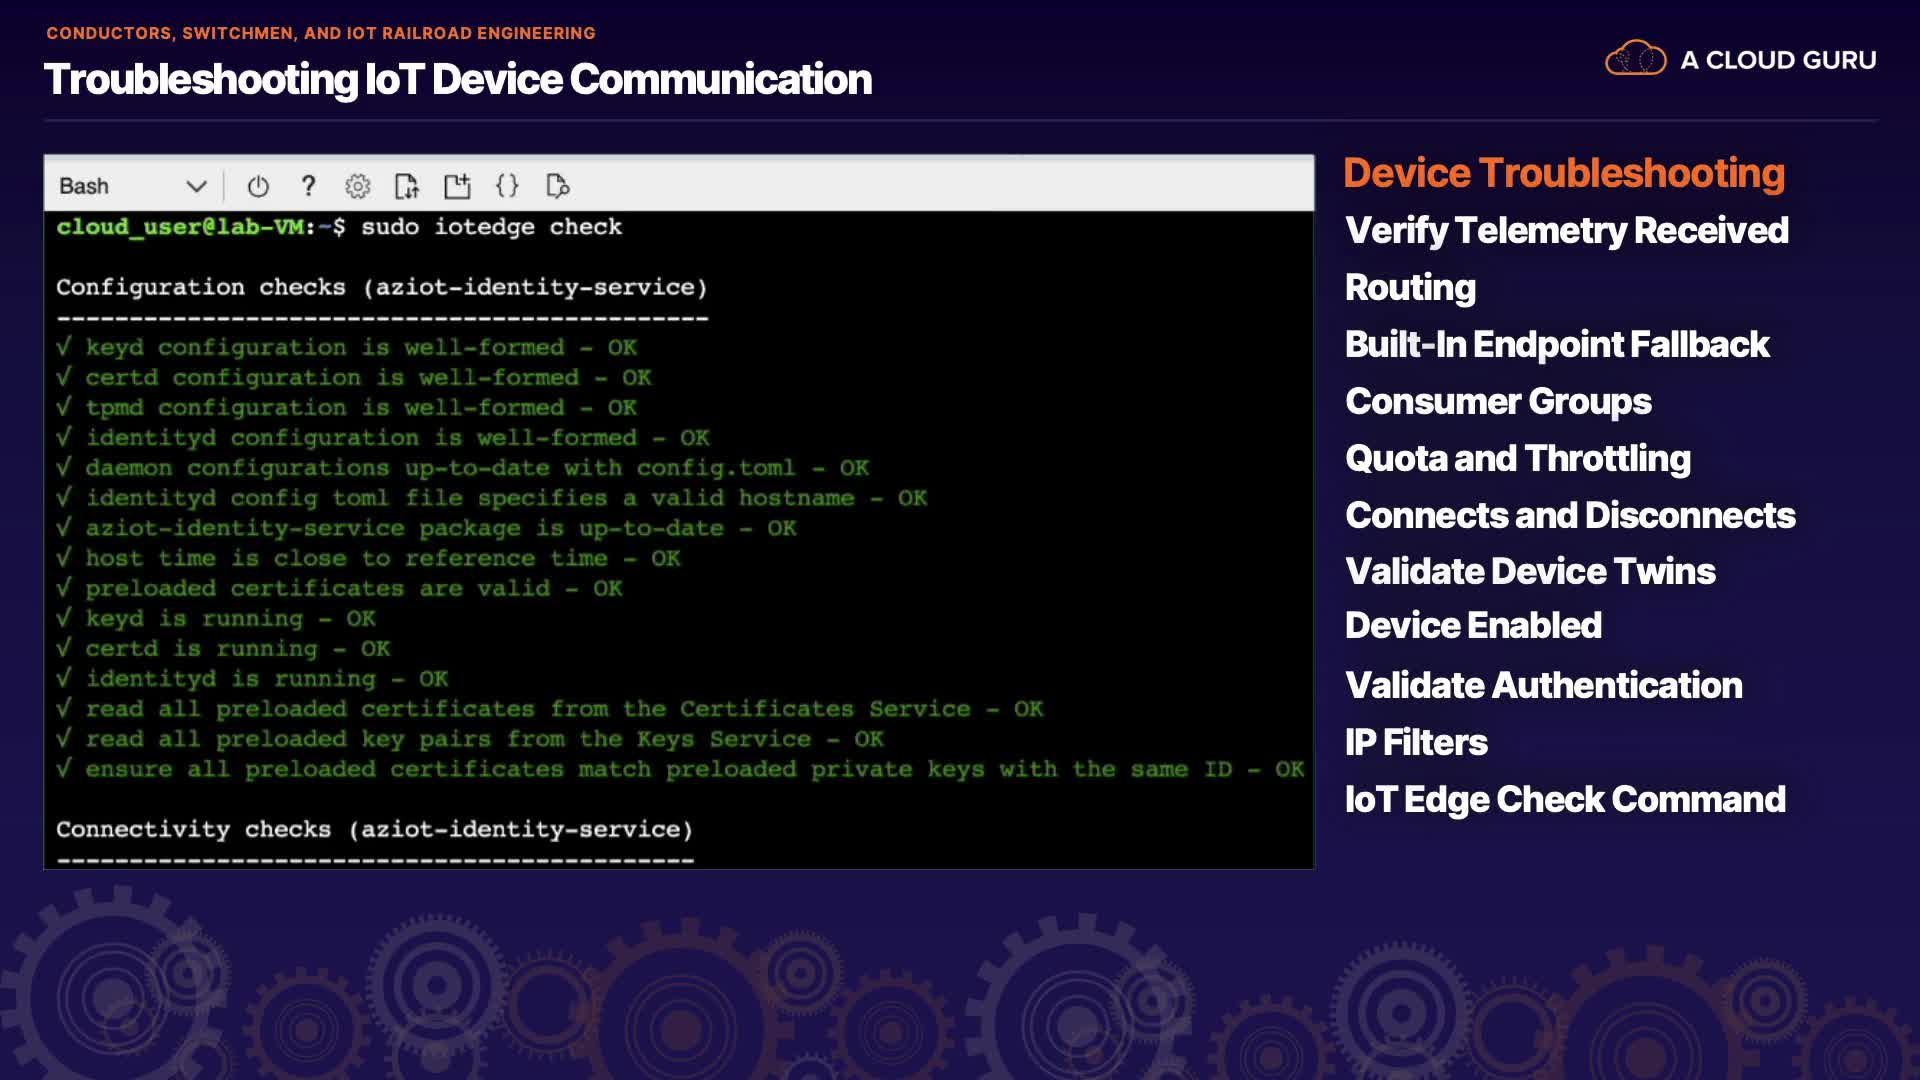 CONDUCTORS, SWITCHMEN, AND IOT RAILROAD ENGINEERING
Troubleshooting IoT Device Communication
A CLOUD GURU
Bash
cloud_user@lab-VM:~$ sudo iotedge check
Configuration checks (aziot-identity-service)
---------------------------------------------
√ keyd configuration is well-formed - OK
√ certd configuration is well-formed - OK
√ tpmd configuration is well-formed - OK
√ identityd configuration is well-formed - OK
√ daemon configurations up-to-date with config.toml - OK
√ identityd config toml file specifies a valid hostname - OK
√ aziot-identity-service package is up-to-date - OK
√ host time is close to reference time - OK
√ preloaded certificates are valid - OK
√ keyd is running - OK
√ certd is running - OK
√ identityd is running - OK
√ read all preloaded certificates from the Certificates Service - OK
√ read all preloaded key pairs from the Keys Service - OK
√ ensure all preloaded certificates match preloaded private keys with the same ID - OK
Connectivity checks (aziot-identity-service)
--------------------------------------------
Device Troubleshooting
Verify Telemetry Received
Routing
Built-In Endpoint Fallback
Consumer Groups
Quota and Throttling
Connects and Disconnects
Validate Device Twins
Device Enabled
Validate Authentication
IP Filters
IoT Edge Check Command